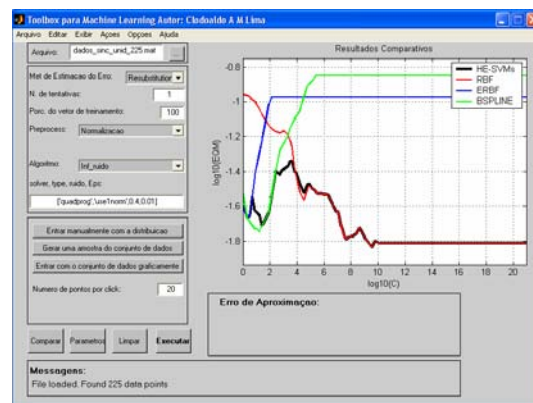 Toolbox para Machine Learning Autor: Clodoaldo A M Lima
Arquivo Editar Exibir Açoes Opçoes Ajuda
Arquivo: dados_sinc_unid_225.mat ...
Met de Estimacao do Erro: Resubstitution
N. de tentativas: 1
Porc. do vetor de treinamento: 100
Preprocess: Normalizacao
Algoritmo: Inf_ruido
solver, type, ruido, Eps:
['quadprog','use1norm',0.4,0.01]
Entrar manualmente com a distribuicao
Gerar uma amostra do conjunto de dados
Entrar com o conjunto de dados graficamente
Numero de pontos por click: 20
Comparar Parametros Limpar Executar
Resultados Comparativos
HE-SVMs
RBF
ERBF
BSPLINE
log10(EQM)
-0.8
-1
-1.2
-1.4
-1.6
-1.8
0 2 4 6 8 10 12 14 16 18 20
log10(C)
Erro de Aproximaçao:
Messagens:
File loaded. Found 225 data points